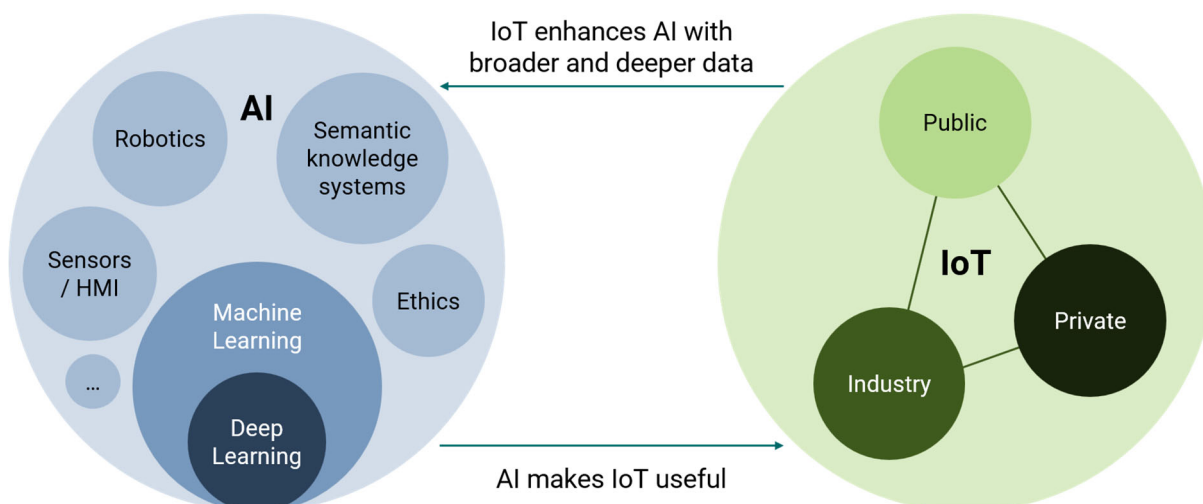 IoT enhances AI with
broader and deeper data
AI
Robotics
Semantic
knowledge
systems
Sensors
/ HMI
Ethics
Machine
Learning
...
Deep
Learning
AI makes IoT useful
Public
IoT
Private
Industry